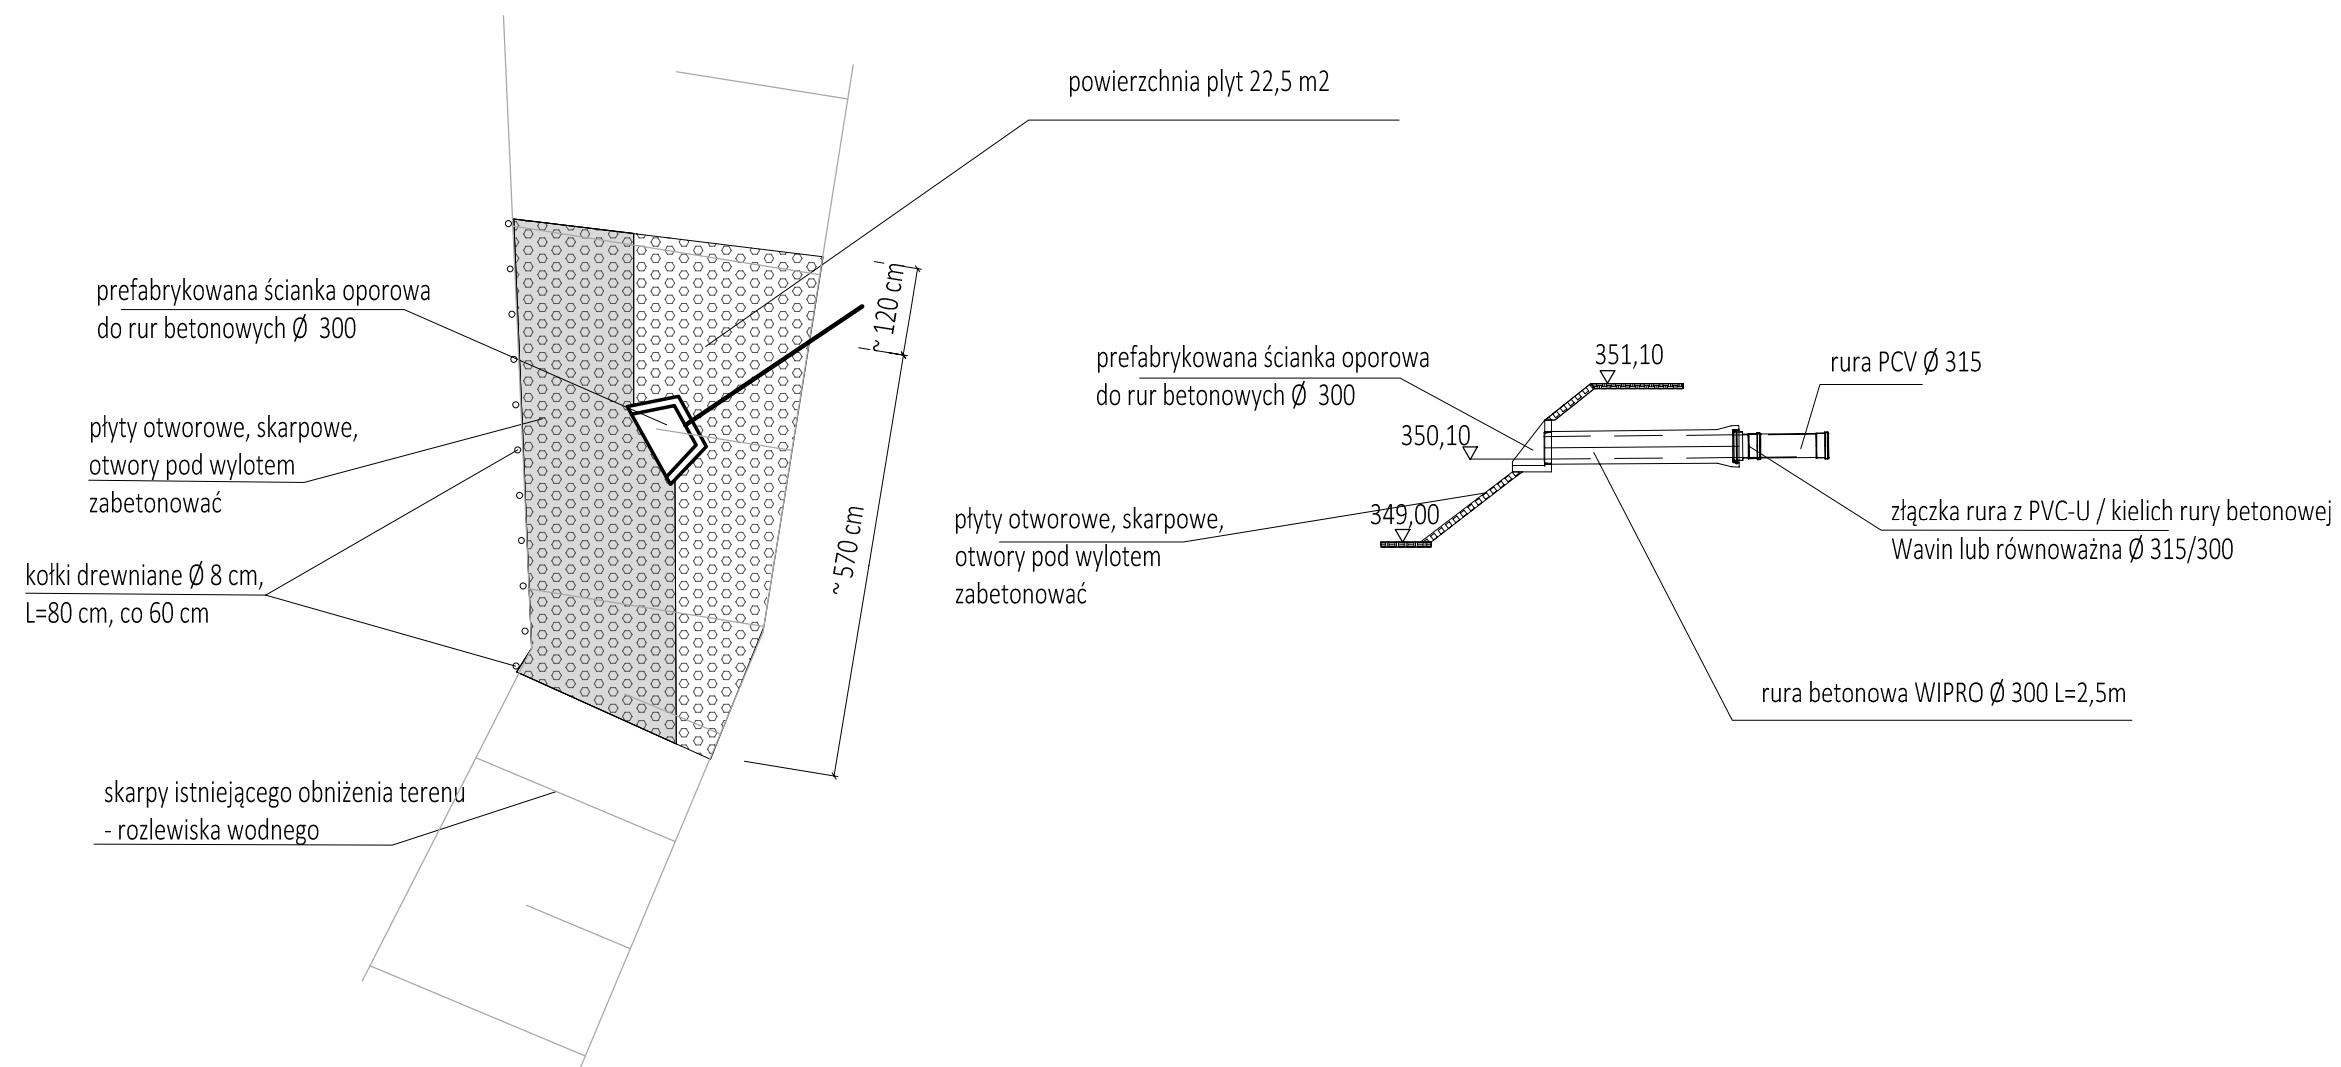 powierzchnia plyt 22,5 m2
prefabrykowana ścianka oporowa
do rur betonowych Ø 300
płyty otworowe, skarpowe,
otwory pod wylotem
zabetonować
kołki drewniane Ø 8 cm,
L=80 cm, co 60 cm
skarpy istniejącego obniżenia terenu
- rozlewiska wodnego
~ 120 cm
~ 570 cm
prefabrykowana ścianka oporowa
do rur betonowych Ø 300
351,10
rura PCV Ø 315
350,10
349,00
płyty otworowe, skarpowe,
otwory pod wylotem
zabetonować
złączka rura z PVC-U / kielich rury betonowej
Wavin lub równoważna Ø 315/300
rura betonowa WIPRO Ø 300 L=2,5m